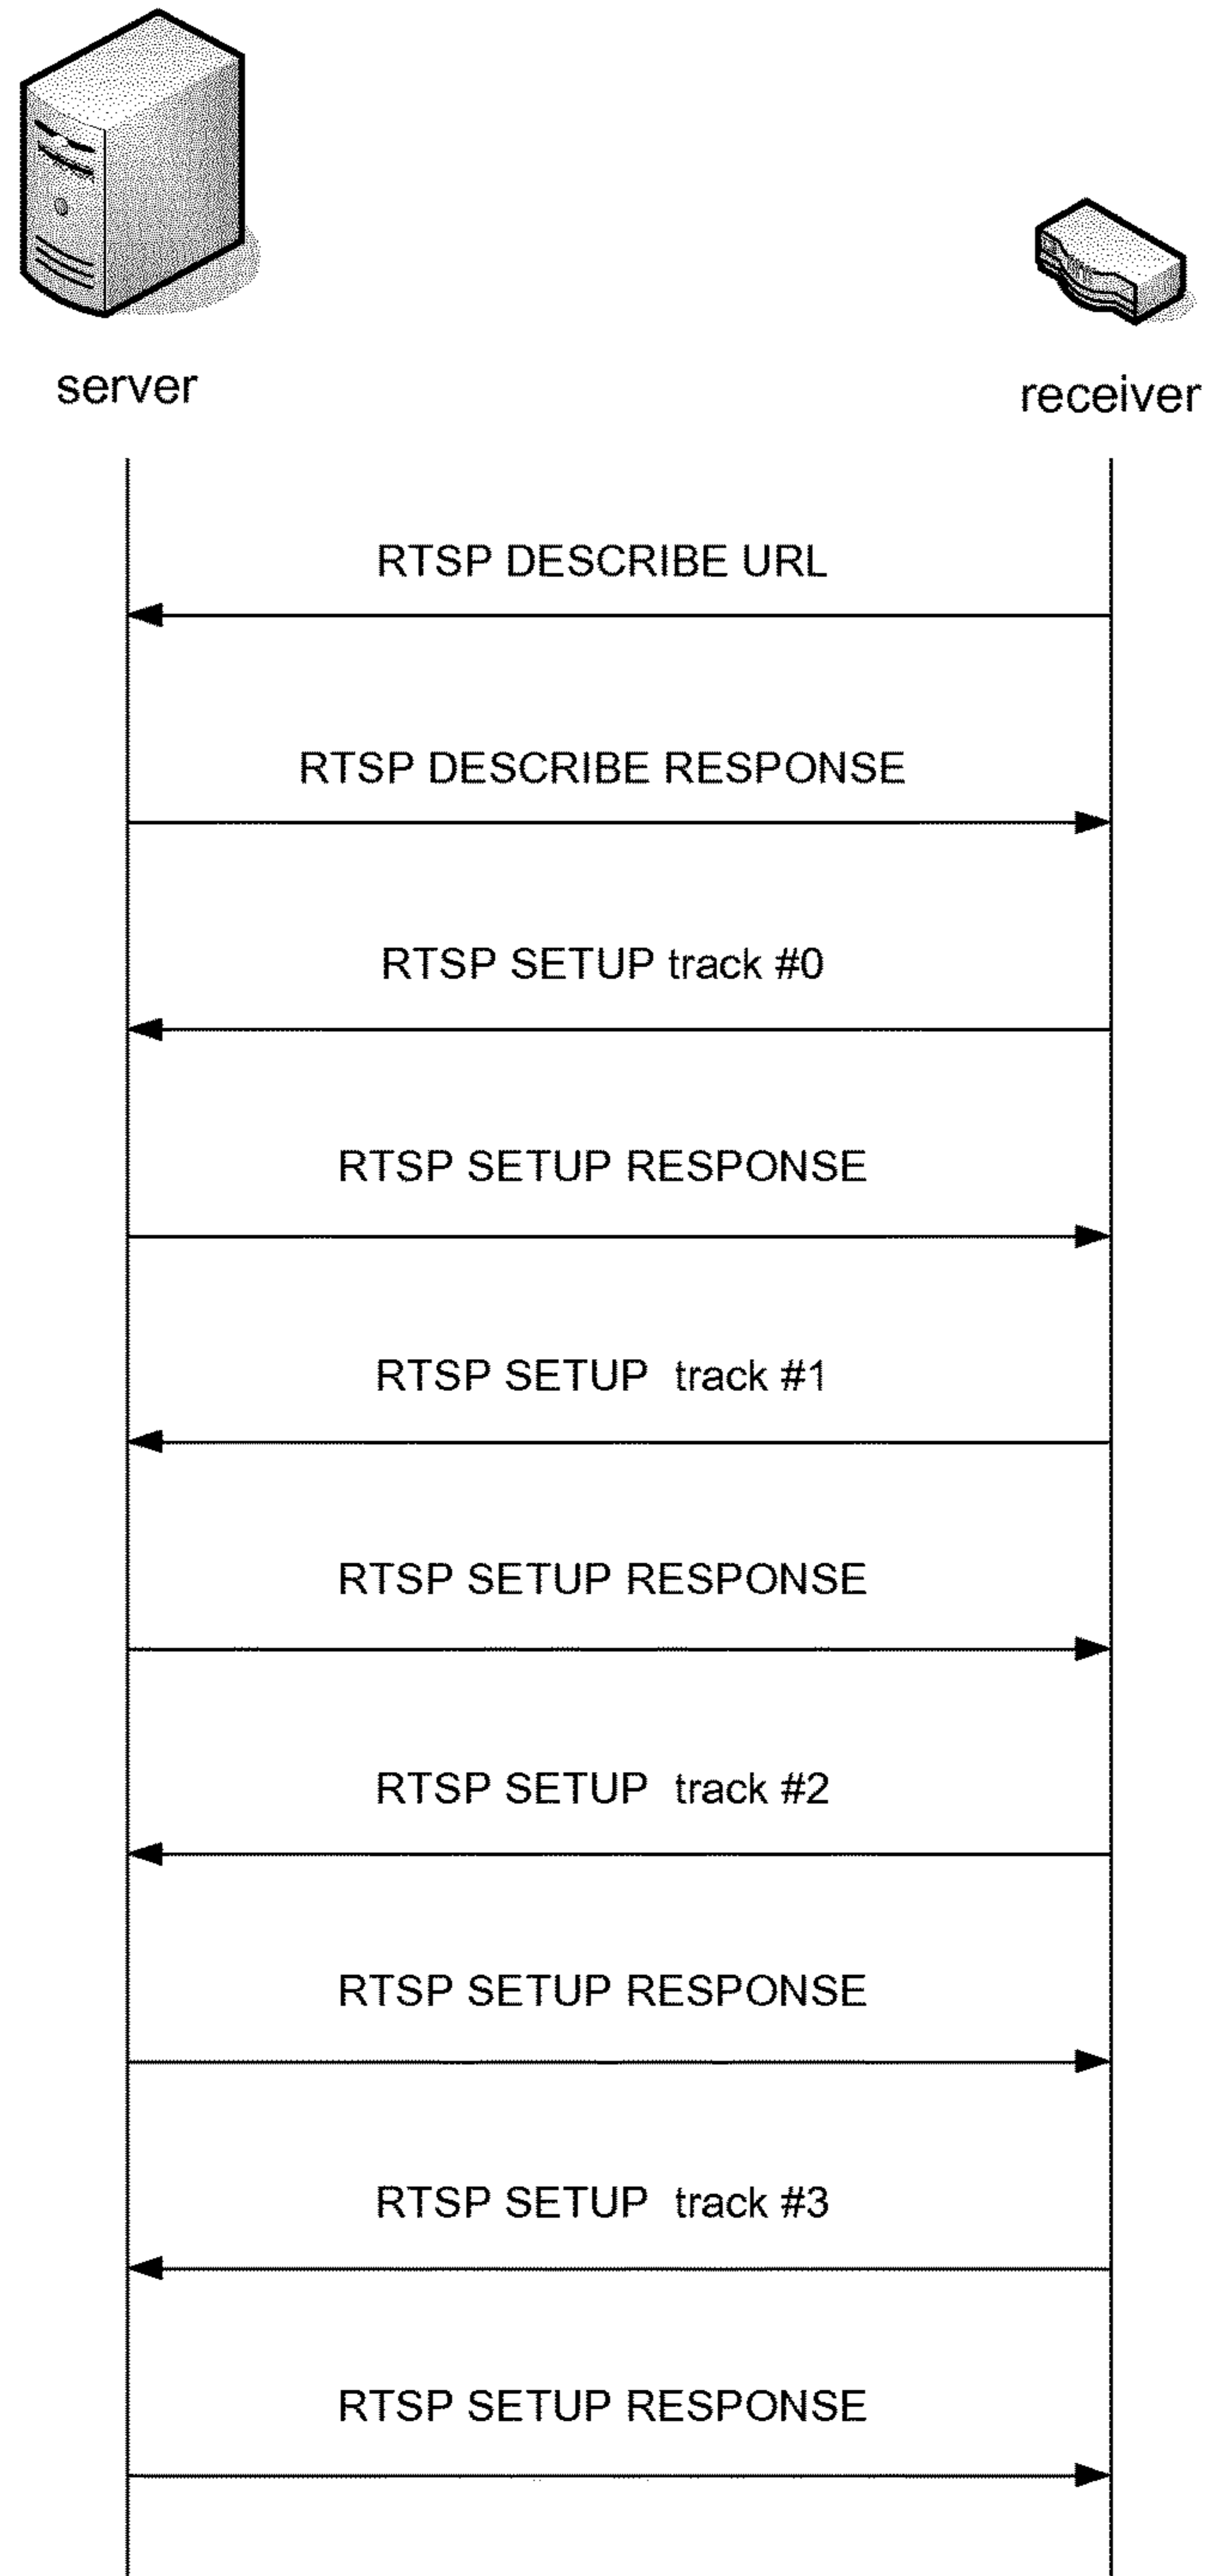 server
receiver
RTSP DESCRIBE URL
RTSP DESCRIBE RESPONSE
RTSP SETUP track #0
RTSP SETUP RESPONSE
RTSP SETUP track #1
RTSP SETUP RESPONSE
RTSP SETUP track #2
RTSP SETUP RESPONSE
RTSP SETUP track #3
RTSP SETUP RESPONSE